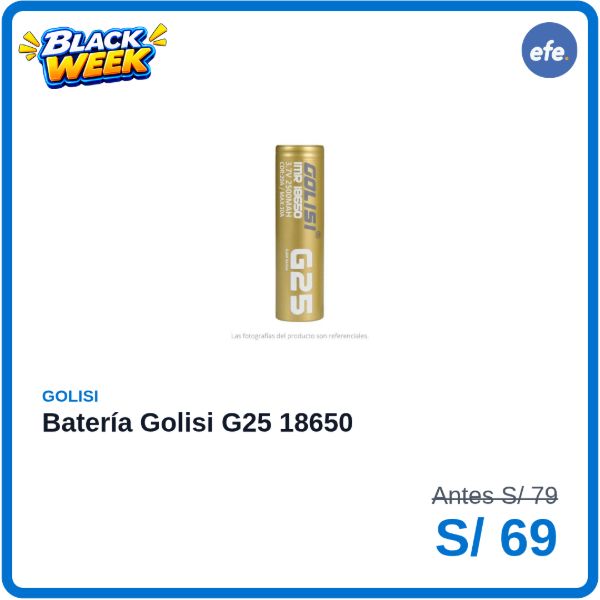 BLACK
WEEK
efe.
GOLISI®
IMR 18650
3.7V 2500MAH
G25
Las fotografías del producto son referenciales.
GOLISI
Batería Golisi G25 18650
Antes S/ 79
S/ 69